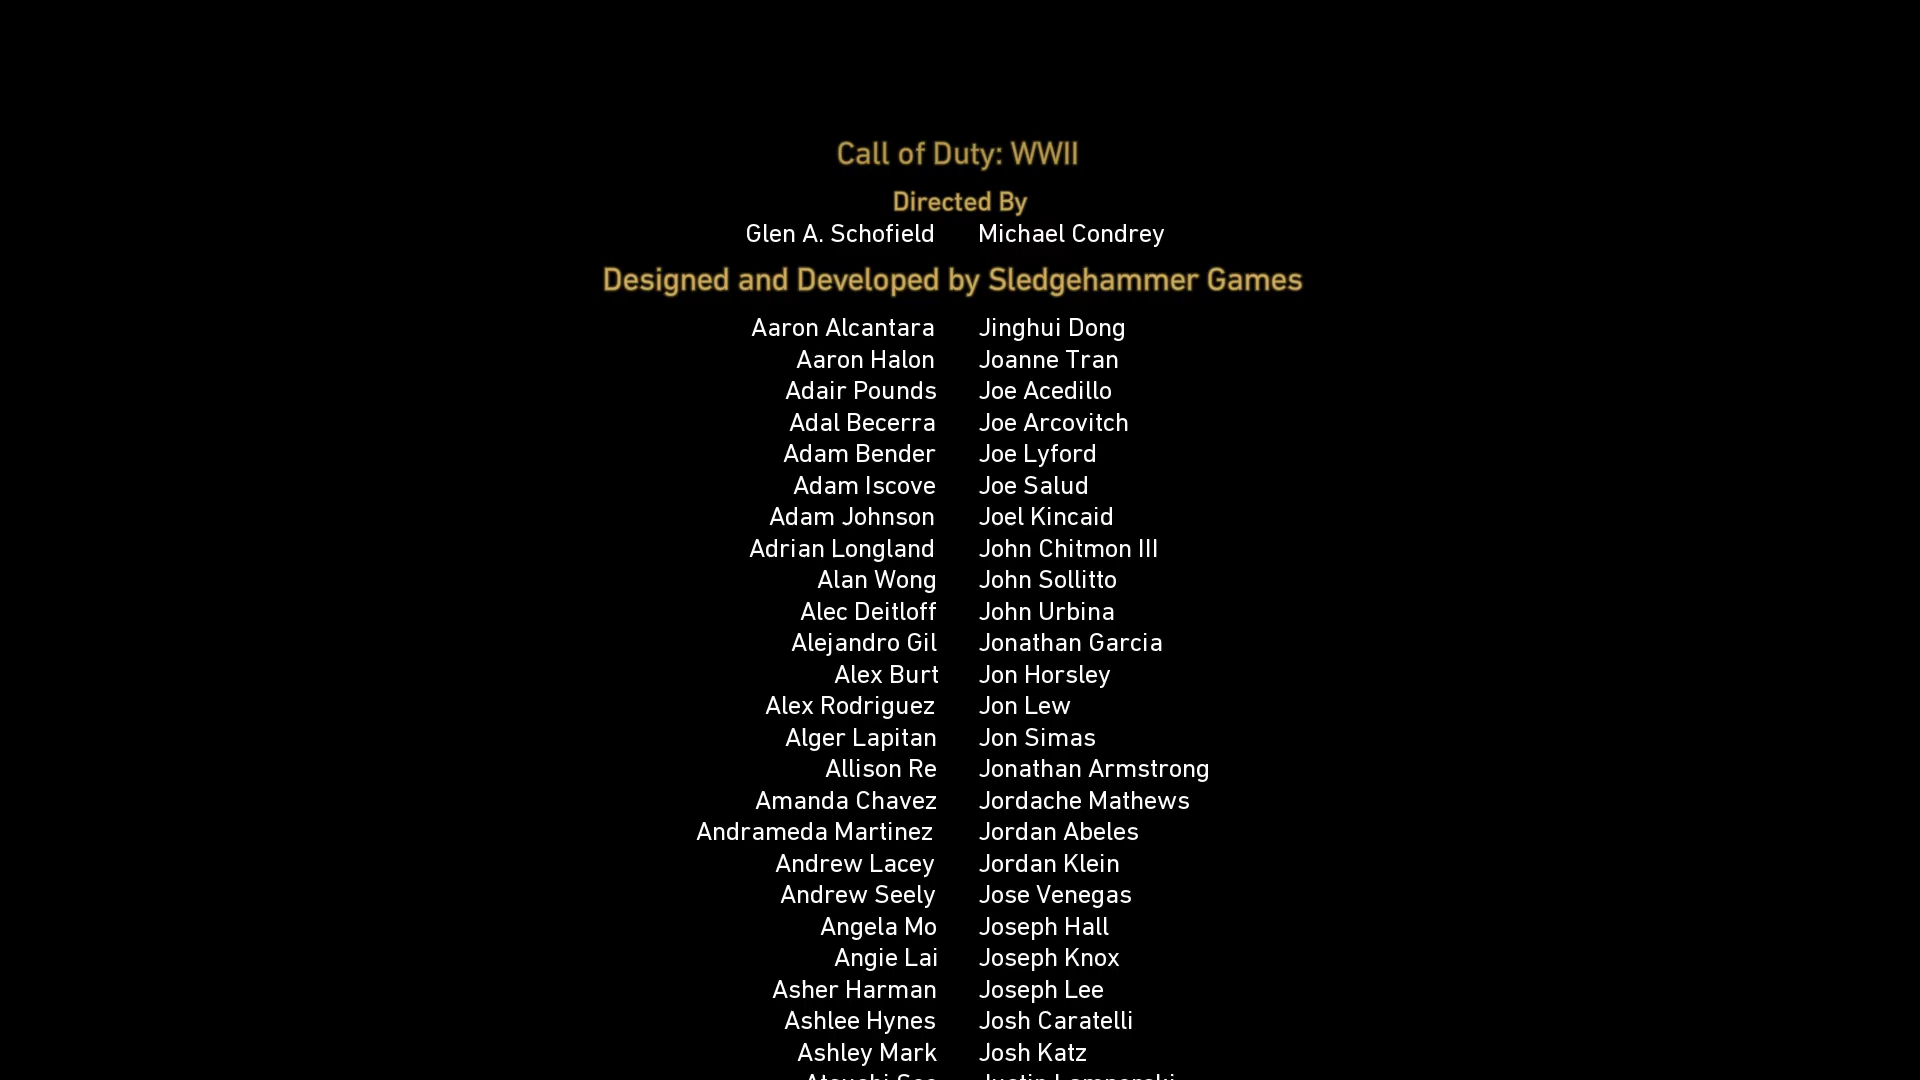 Call of Duty: WWII
Directed By
Glen A. Schofield Michael Condrey
Designed and Developed by Sledgehammer Games
Aaron Alcantara Jinghui Dong
Aaron Halon Joanne Tran
Adair Pounds Joe Acedillo
Adal Becerra Joe Arcovitch
Adam Bender Joe Lyford
Adam Iscove Joe Salud
Adam Johnson Joel Kincaid
Adrian Longland John Chitmon III
Alan Wong John Sollitto
Alec Deitloff John Urbina
Alejandro Gil Jonathan Garcia
Alex Burt Jon Horsley
Alex Rodriguez Jon Lew
Alger Lapitan Jon Simas
Allison Re Jonathan Armstrong
Amanda Chavez Jordache Mathews
Andrameda Martinez Jordan Abeles
Andrew Lacey Jordan Klein
Andrew Seely Jose Venegas
Angela Mo Joseph Hall
Angie Lai Joseph Knox
Asher Harman Joseph Lee
Ashlee Hynes Josh Caratelli
Ashley Mark Josh Katz